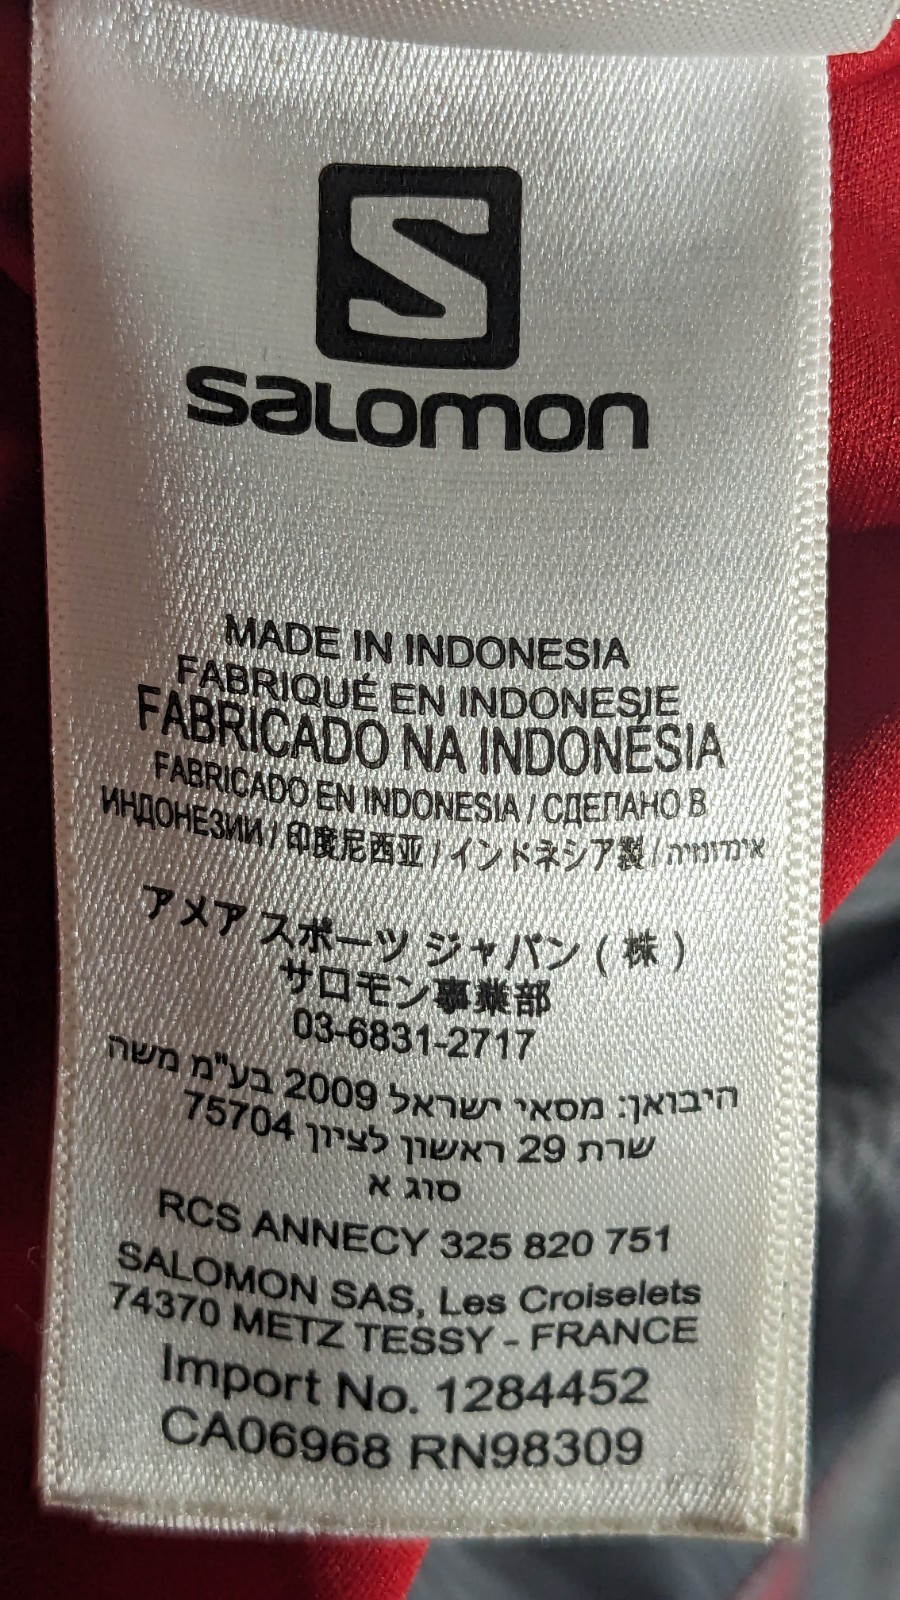 S
SALOMON
MADE IN INDONESIA
FABRIQUÉ EN INDONESIE
FABRICADO NA INDONÉSIA
FABRICADO EN INDONESIA / СДЕЛАНО В
ИНДОНЕЗИИ / 印度尼西亚 / インドネシア製 / אינדונזיה
アメア スポーツ ジャパン ( 株 )
サロモン事業部
03-6831-2717
היבואן: מסאי ישראל 2009 בע"מ משה
שרת 29 ראשון לציון 75704
סוג א
RCS ANNECY 325 820 751
SALOMON SAS, Les Croiselets
74370 METZ TESSY - FRANCE
Import No. 1284452
CA06968 RN98309